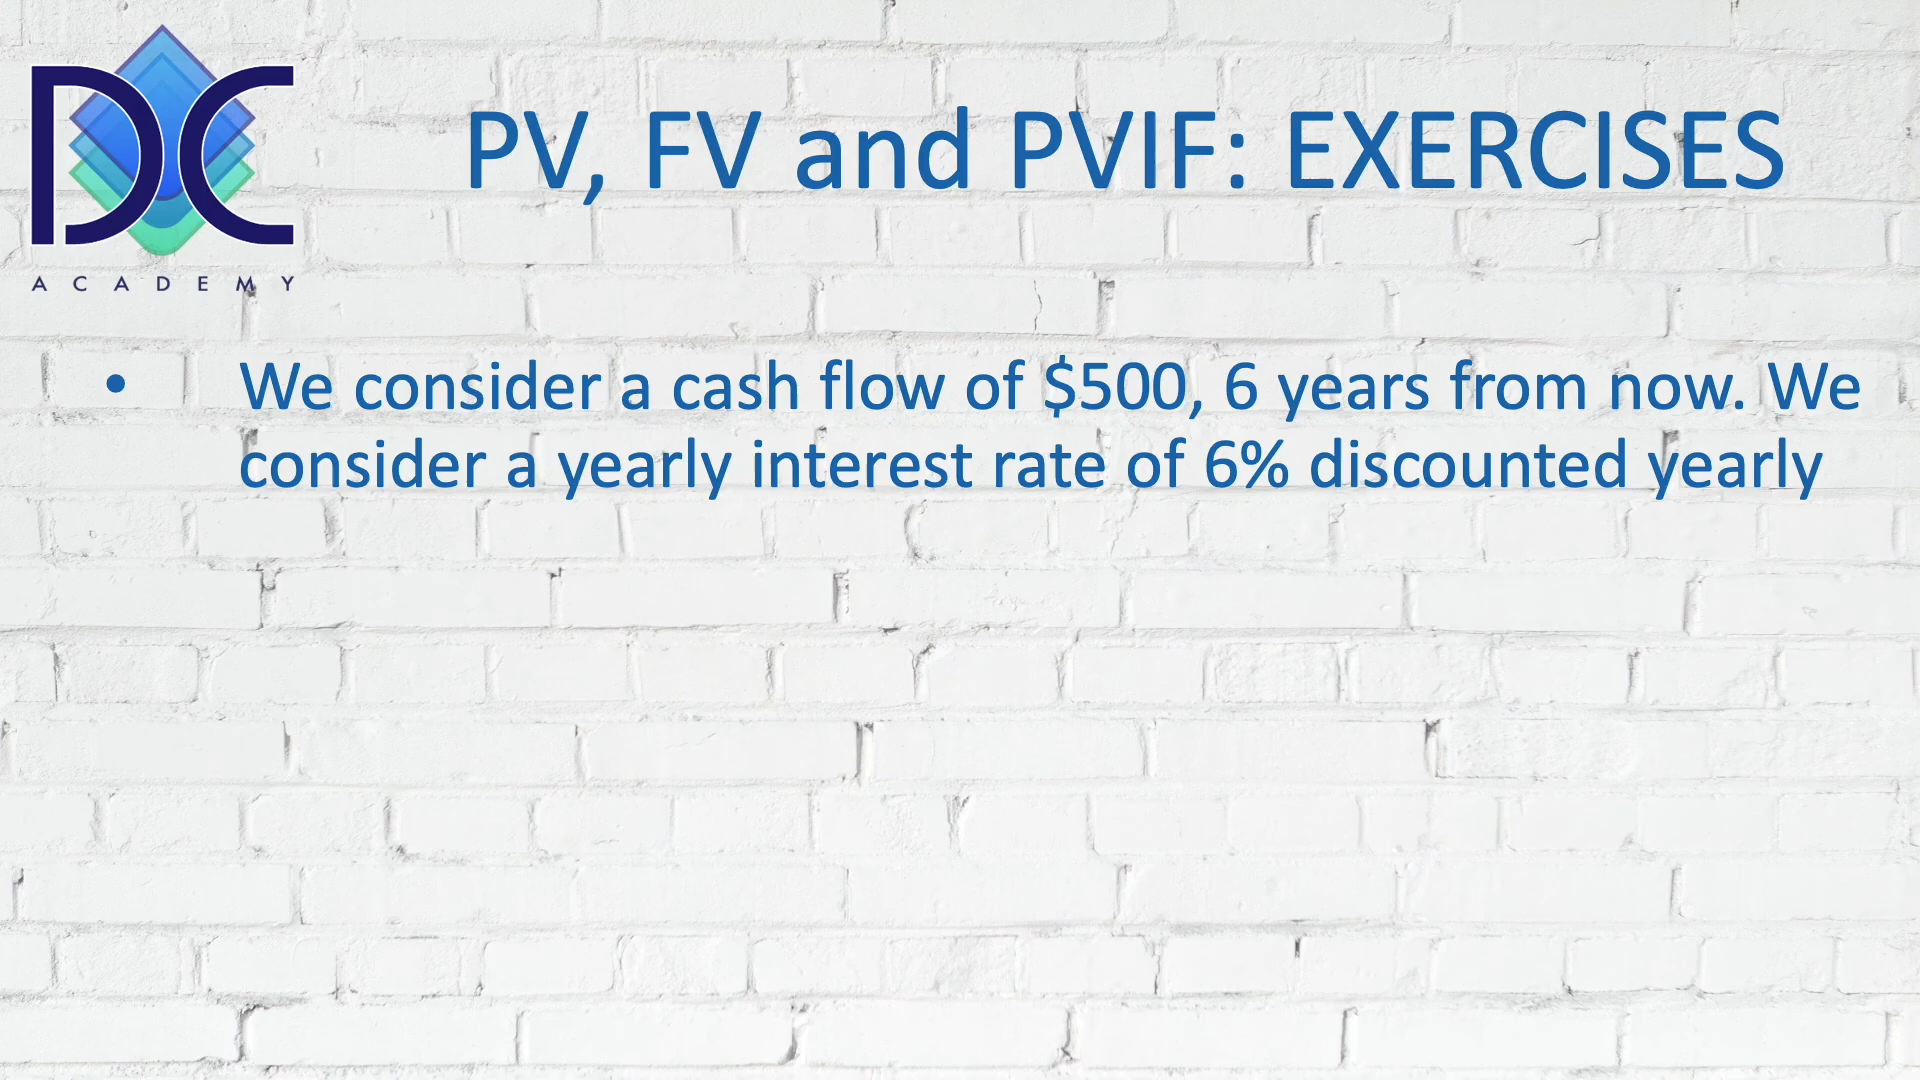 DC
ACADEMY
PV, FV and PVIF: EXERCISES
• We consider a cash flow of $500, 6 years from now. We
consider a yearly interest rate of 6% discounted yearly